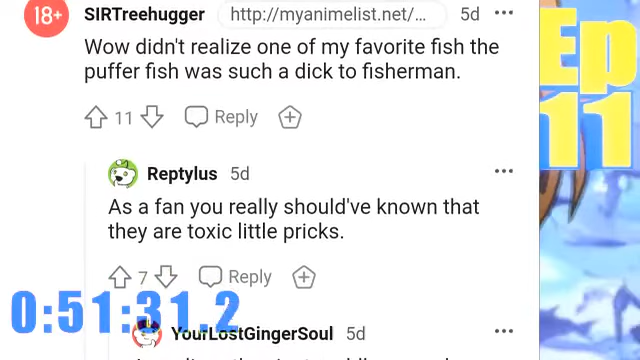 18+ SIRTreehugger http://myanimelist.net/... 5d
Wow didn't realize one of my favorite fish the
puffer fish was such a dick to fisherman.
11 Reply
Reptylus 5d
As a fan you really should've known that
they are toxic little pricks.
7 Reply
YourLostGingerSoul 5d
0:51:31.2
Ep
11